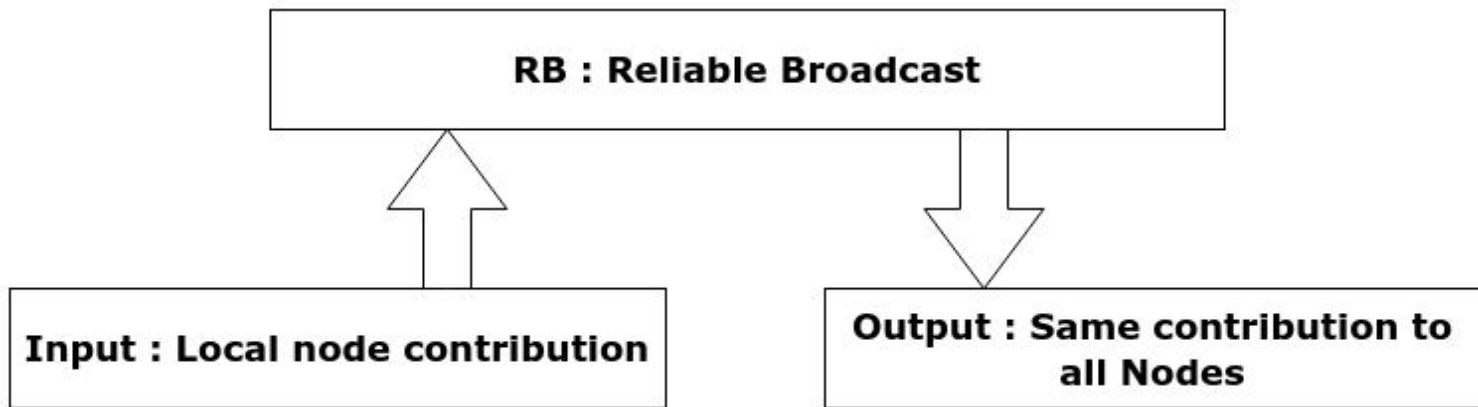 RB : Reliable Broadcast
Input : Local node contribution
Output : Same contribution to
all Nodes